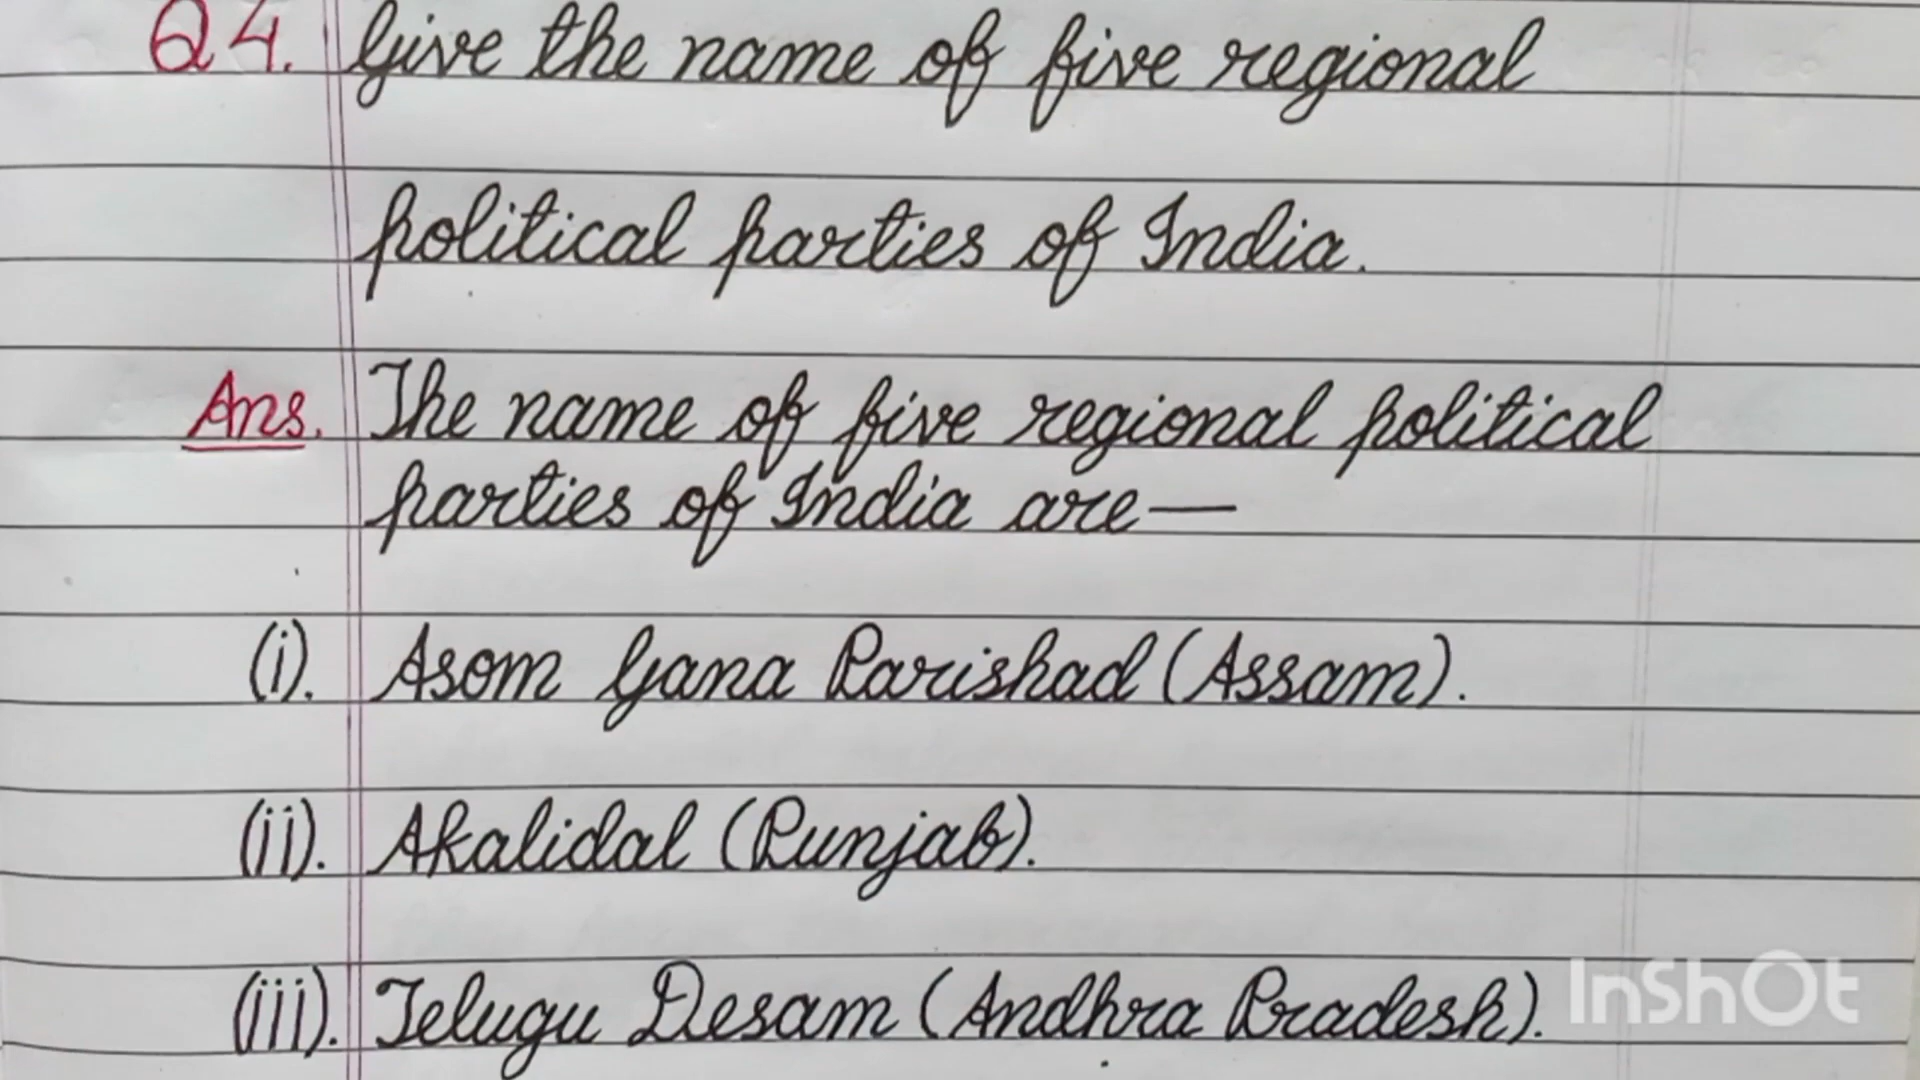 Q4. Give the name of five regional
political parties of India.
Ans. The name of five regional political
parties of India are—
(i). Asom Gana Parishad (Assam).
(ii). Akalidal (Punjab).
(iii). Telugu Desam (Andhra Pradesh).
InShOt